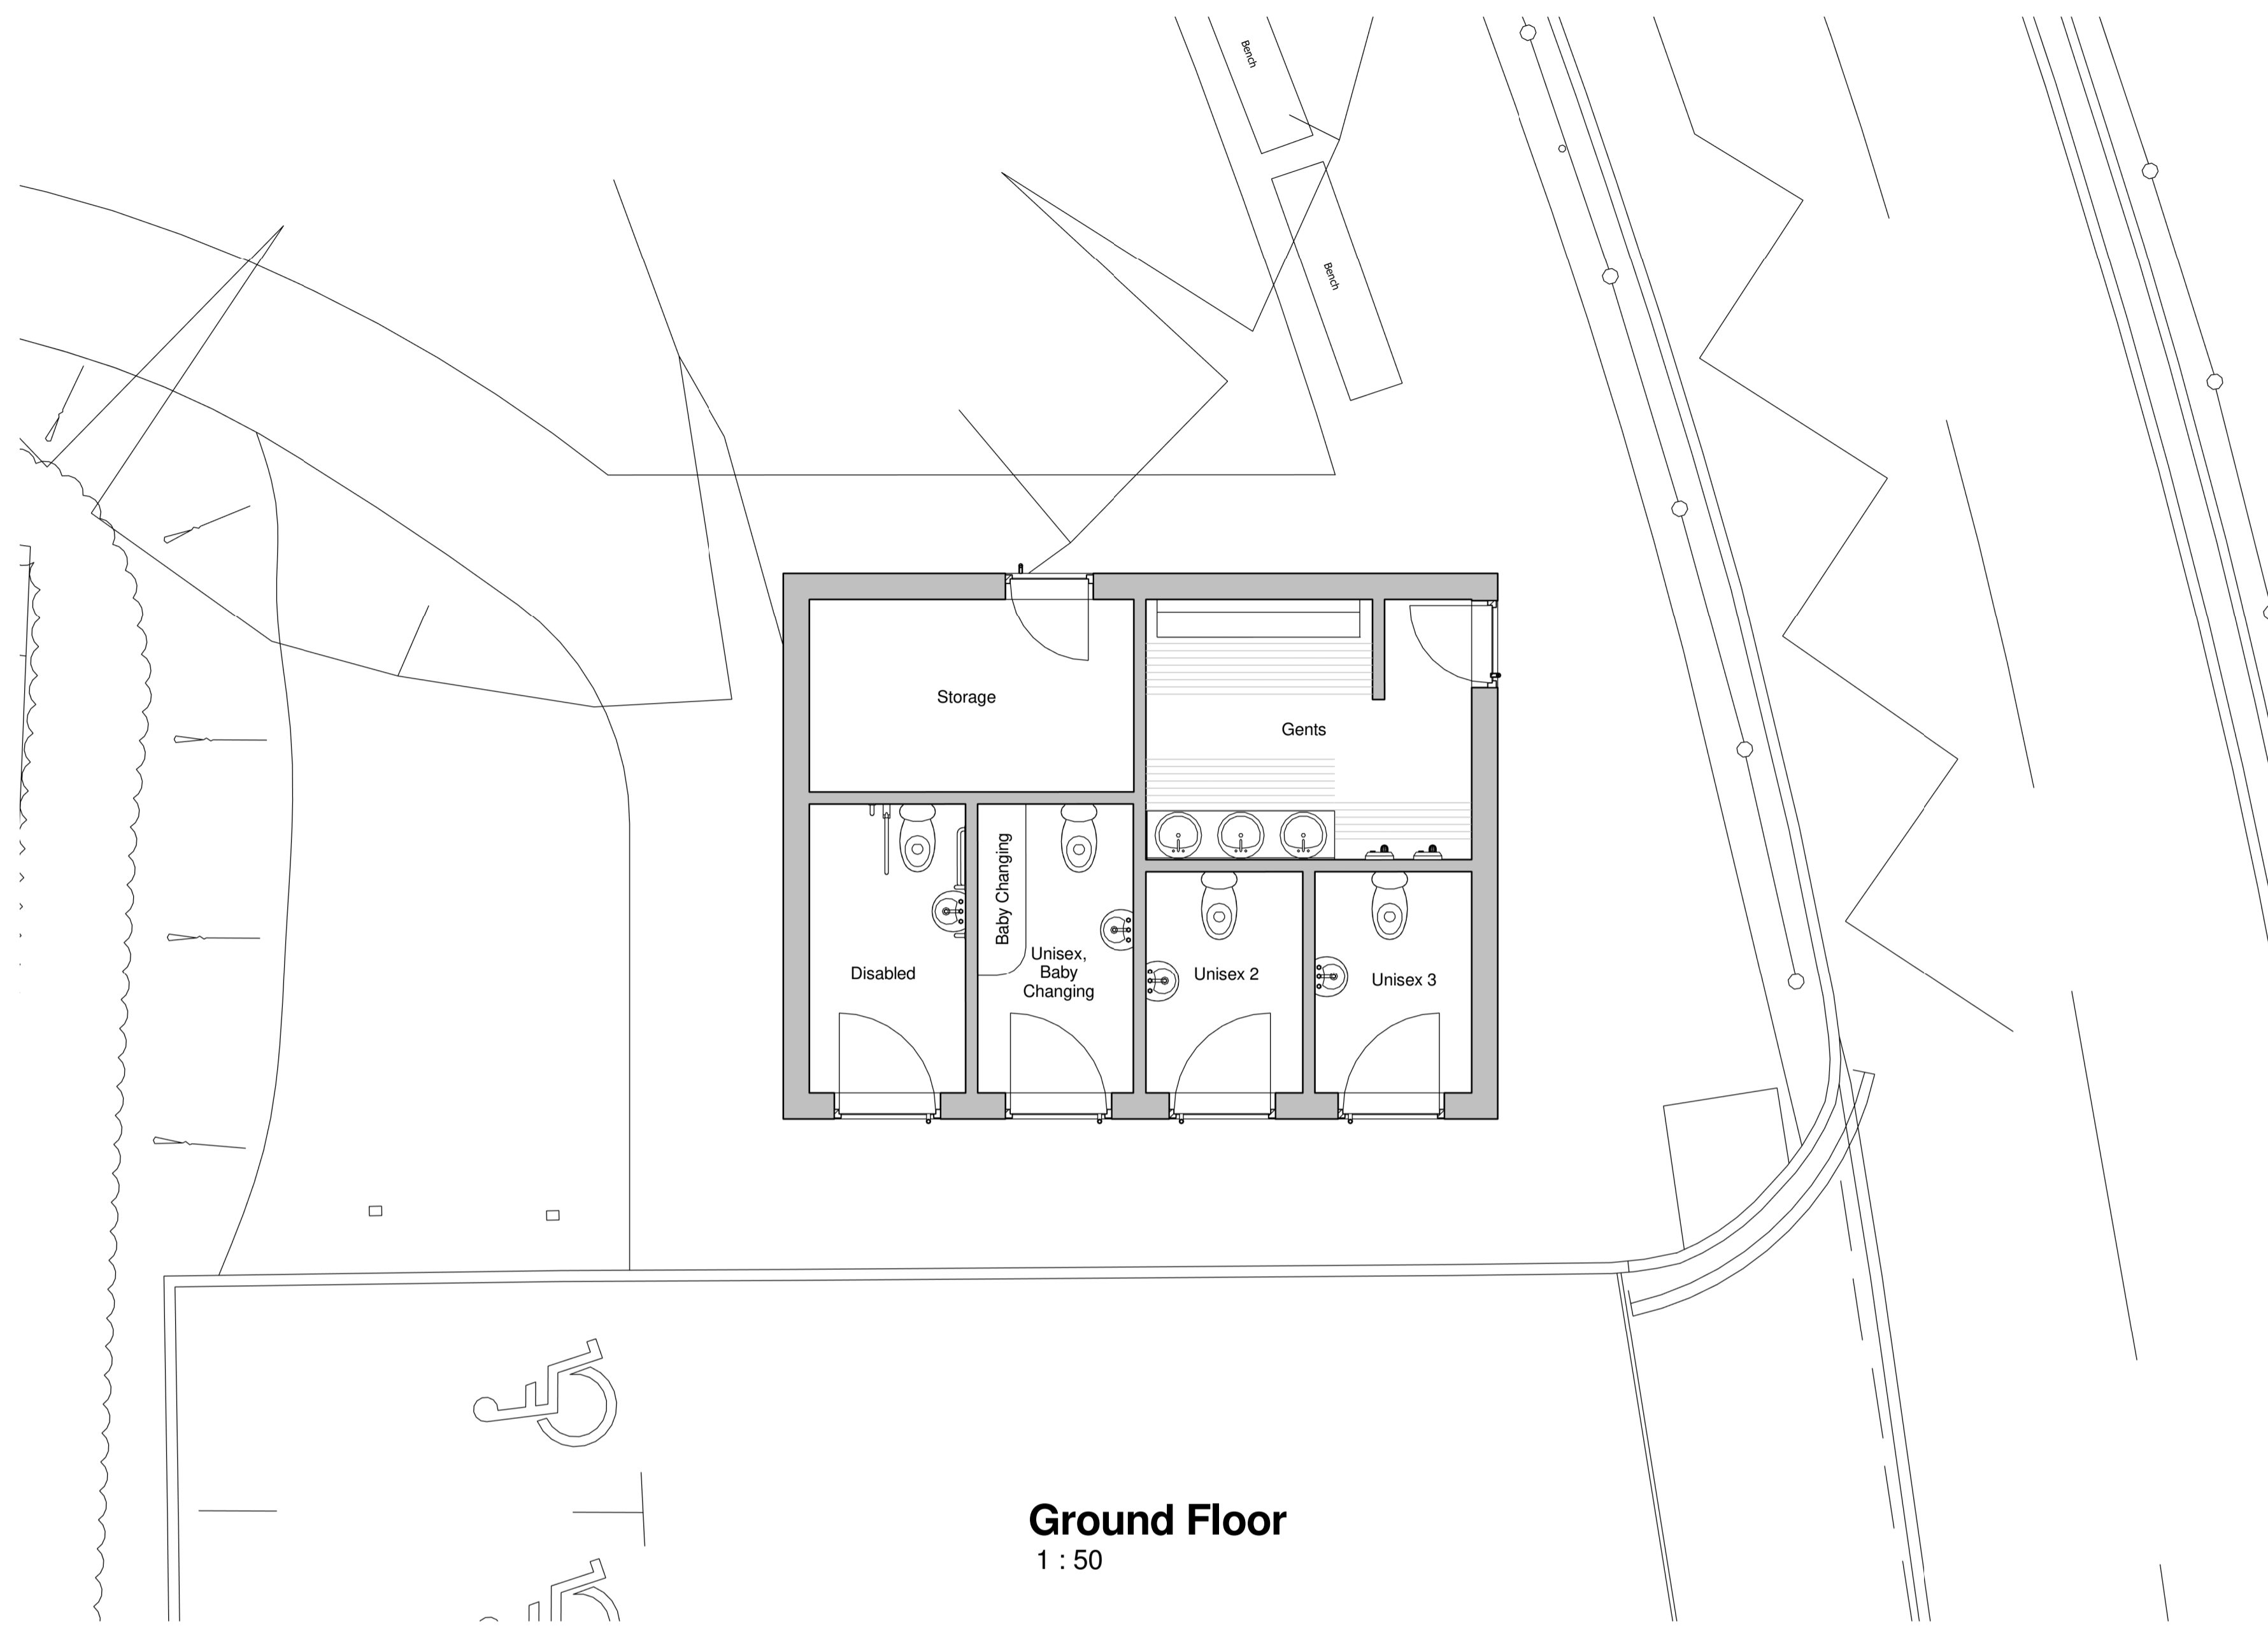 Bench
Bench
Storage
Gents
Baby Changing
Disabled
Unisex,
Baby
Changing
Unisex 2
Unisex 3
Ground Floor
1 : 50